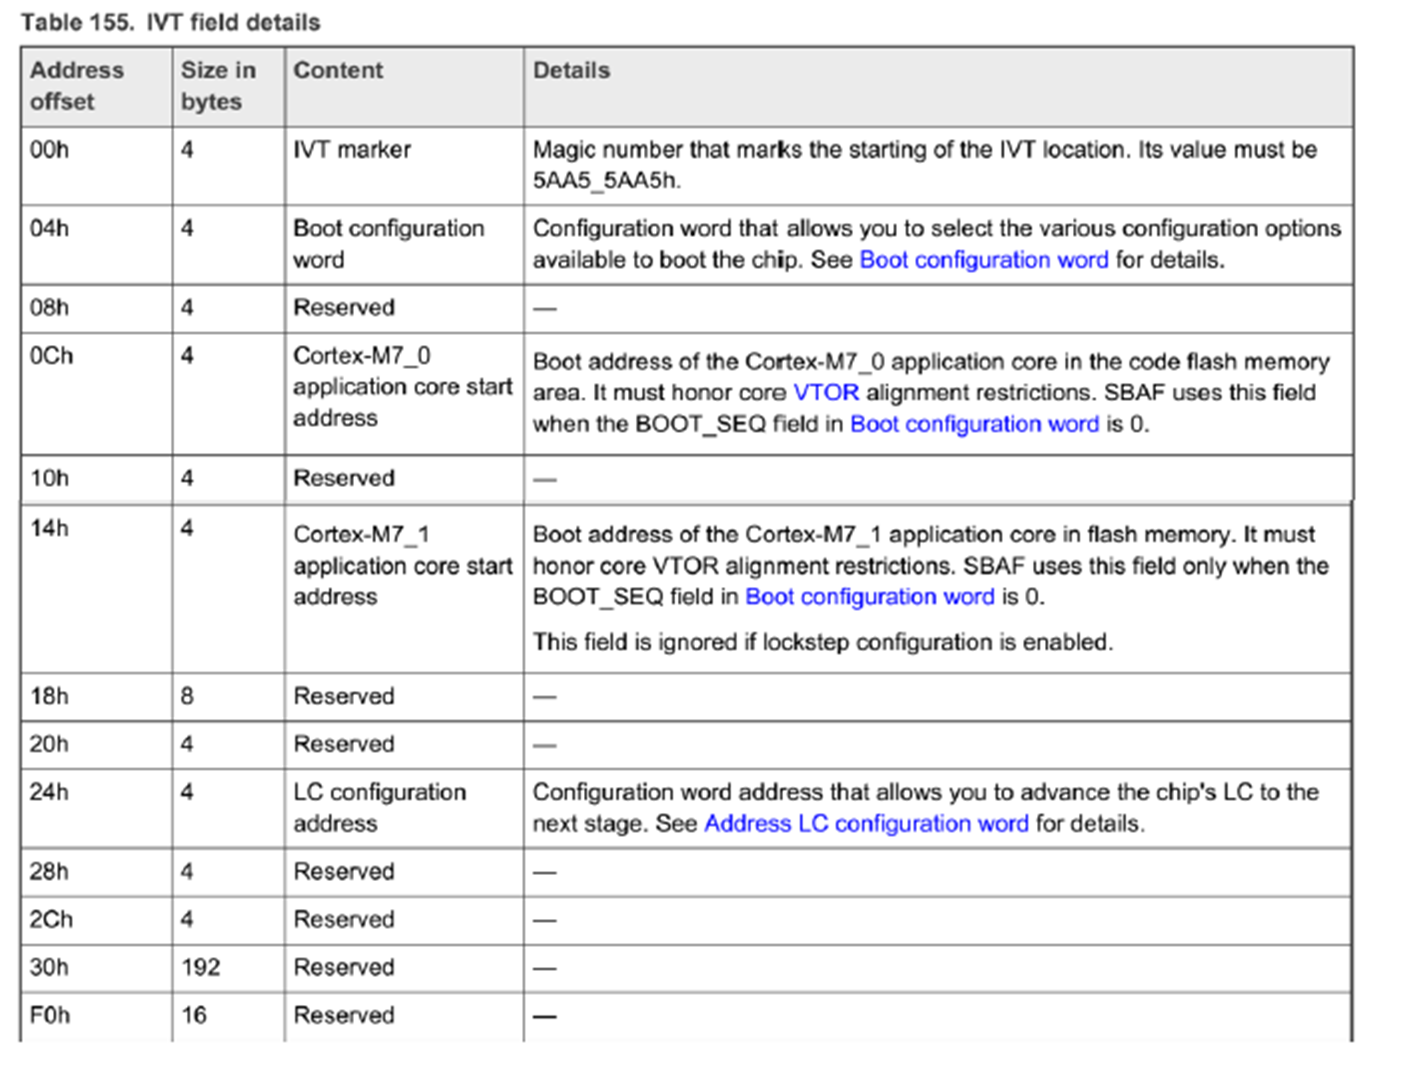 Table 155. IVT field details
Address offset | Size in bytes | Content | Details
00h | 4 | IVT marker | Magic number that marks the starting of the IVT location. Its value must be 5AA5_5AA5h.
04h | 4 | Boot configuration word | Configuration word that allows you to select the various configuration options available to boot the chip. See Boot configuration word for details.
08h | 4 | Reserved | —
0Ch | 4 | Cortex-M7_0 application core start address | Boot address of the Cortex-M7_0 application core in the code flash memory area. It must honor core VTOR alignment restrictions. SBAF uses this field when the BOOT_SEQ field in Boot configuration word is 0.
10h | 4 | Reserved | —
14h | 4 | Cortex-M7_1 application core start address | Boot address of the Cortex-M7_1 application core in flash memory. It must honor core VTOR alignment restrictions. SBAF uses this field only when the BOOT_SEQ field in Boot configuration word is 0.
This field is ignored if lockstep configuration is enabled.
18h | 8 | Reserved | —
20h | 4 | Reserved | —
24h | 4 | LC configuration address | Configuration word address that allows you to advance the chip's LC to the next stage. See Address LC configuration word for details.
28h | 4 | Reserved | —
2Ch | 4 | Reserved | —
30h | 192 | Reserved | —
F0h | 16 | Reserved | —